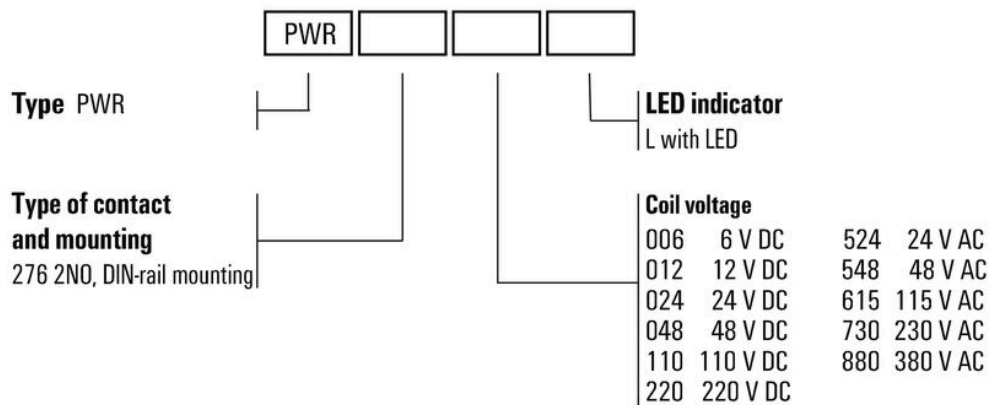 PWR
Type PWR
LED indicator
L with LED
Type of contact
and mounting
276 2NO, DIN-rail mounting
Coil voltage
006 6 V DC 524 24 V AC
012 12 V DC 548 48 V AC
024 24 V DC 615 115 V AC
048 48 V DC 730 230 V AC
110 110 V DC 880 380 V AC
220 220 V DC